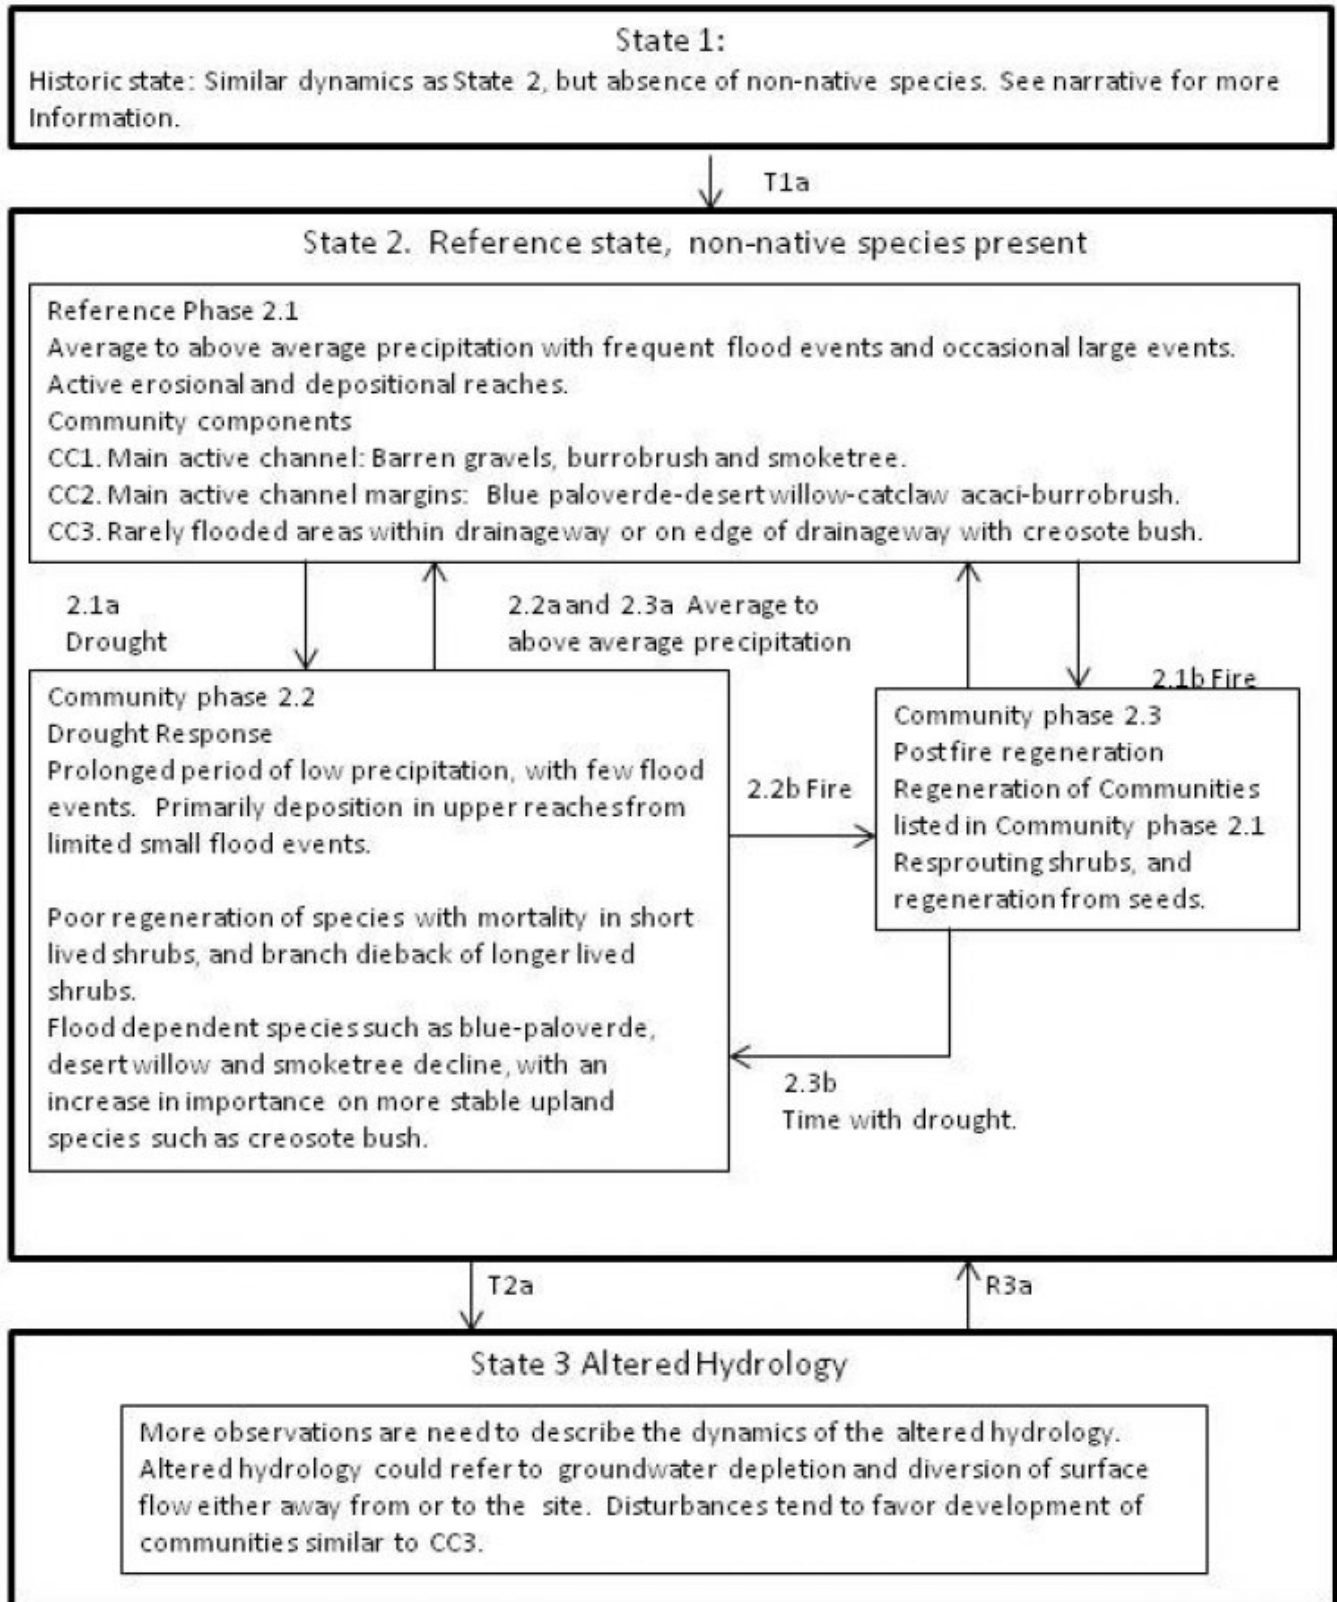 State 1:
Historic state: Similar dynamics as State 2, but absence of non-native species. See narrative for more
Information.
T1a
State 2. Reference state, non-native species present
Reference Phase 2.1
Average to above average precipitation with frequent flood events and occasional large events.
Active erosional and depositional reaches.
Community components
CC1. Main active channel: Barren gravels, burrobrush and smoketree.
CC2. Main active channel margins: Blue paloverde-desert willow-catclaw acaci-burrobrush.
CC3. Rarely flooded areas within drainageway or on edge of drainageway with creosote bush.
2.1a
Drought
2.2a and 2.3a Average to
above average precipitation
2.1b Fire
Community phase 2.2
Drought Response
Prolonged period of low precipitation, with few flood
events. Primarily deposition in upper reaches from
limited small flood events.
Poor regeneration of species with mortality in short
lived shrubs, and branch dieback of longer lived
shrubs.
Flood dependent species such as blue-paloverde,
desert willow and smoketree decline, with an
increase in importance on more stable upland
species such as creosote bush.
2.2b Fire
Community phase 2.3
Postfire regeneration
Regeneration of Communities
listed in Community phase 2.1
Resprouting shrubs, and
regeneration from seeds.
2.3b
Time with drought.
T2a
R3a
State 3 Altered Hydrology
More observations are need to describe the dynamics of the altered hydrology.
Altered hydrology could refer to groundwater depletion and diversion of surface
flow either away from or to the site. Disturbances tend to favor development of
communities similar to CC3.